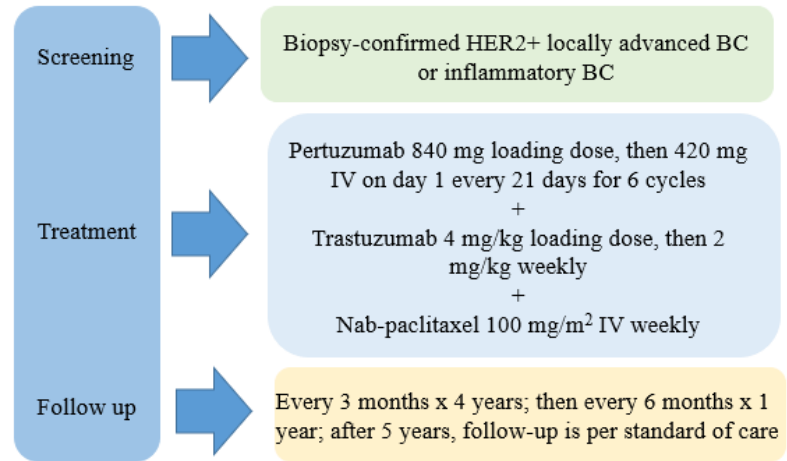 Screening
Biopsy-confirmed HER2+ locally advanced BC
or inflammatory BC
Treatment
Pertuzumab 840 mg loading dose, then 420 mg
IV on day 1 every 21 days for 6 cycles
+
Trastuzumab 4 mg/kg loading dose, then 2
mg/kg weekly
+
Nab-paclitaxel 100 mg/m² IV weekly
Follow up
Every 3 months x 4 years; then every 6 months x 1
year; after 5 years, follow-up is per standard of care